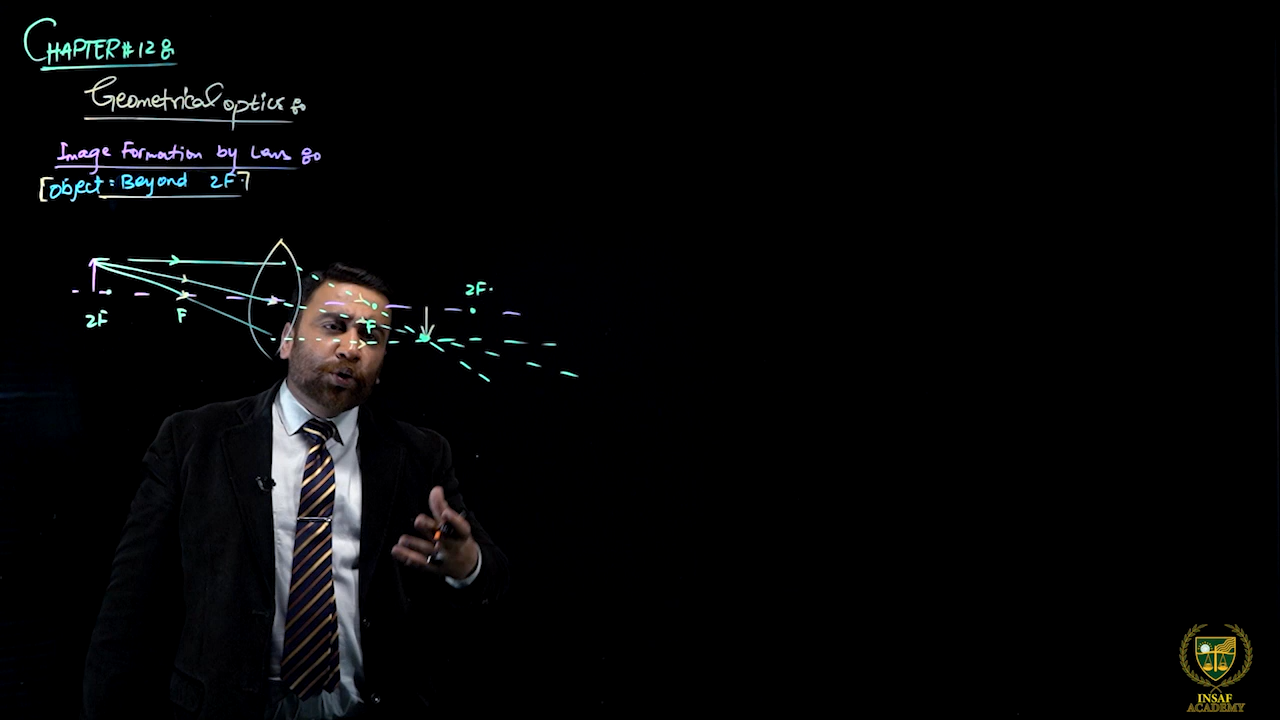 CHAPTER # 12 :
Geometrical optics :
Image Formation by Lens :
[Object : Beyond 2F.]
2F.
2F
F
F
INSAF
ACADEMY